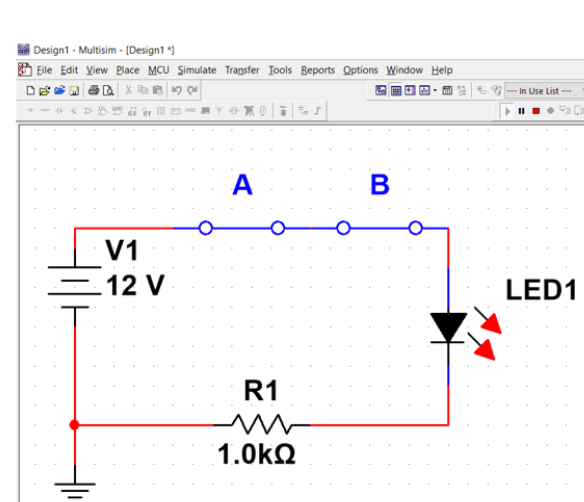 Design1 - Multisim - [Design1 *]
File Edit View Place MCU Simulate Transfer Tools Reports Options Window Help
--- In Use List ---
A B
V1
12 V
LED1
R1
1.0kΩ